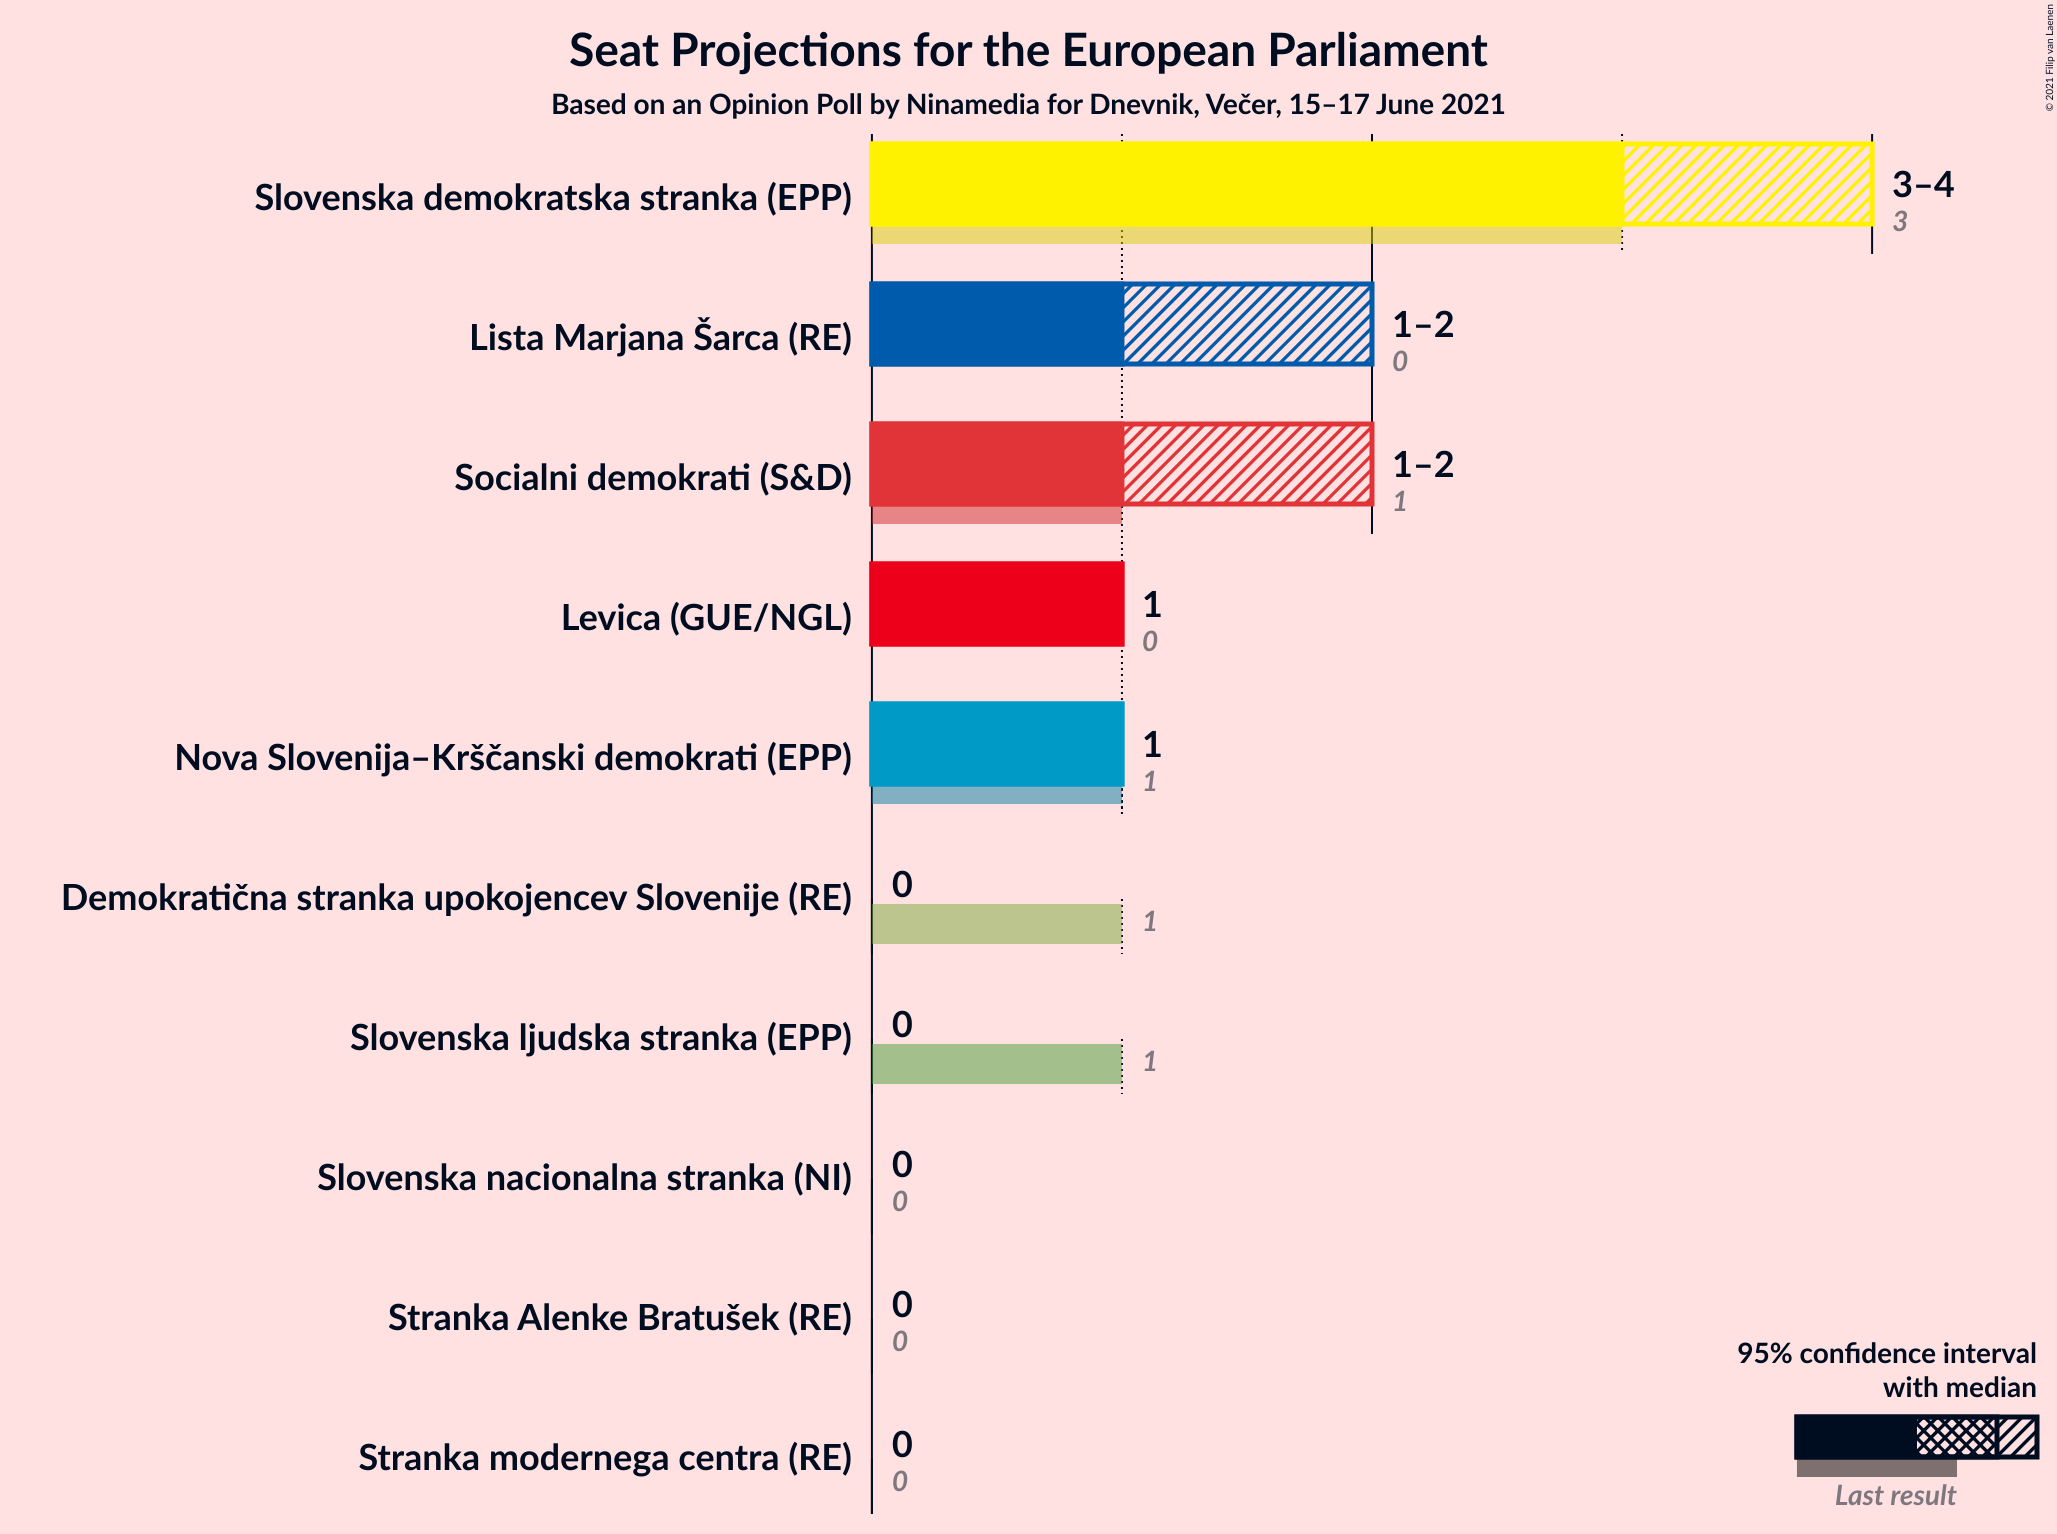 Seat Projections for the European Parliament
Based on an Opinion Poll by Ninamedia for Dnevnik, Večer, 15–17 June 2021
© 2021 Filip van Laenen
Slovenska demokratska stranka (EPP)
3–4
3
Lista Marjana Šarca (RE)
1–2
0
Socialni demokrati (S&D)
1–2
1
Levica (GUE/NGL)
1
0
Nova Slovenija–Krščanski demokrati (EPP)
1
1
Demokratična stranka upokojencev Slovenije (RE)
0
1
Slovenska ljudska stranka (EPP)
0
1
Slovenska nacionalna stranka (NI)
0
0
Stranka Alenke Bratušek (RE)
0
0
Stranka modernega centra (RE)
0
0
95% confidence interval
with median
Last result